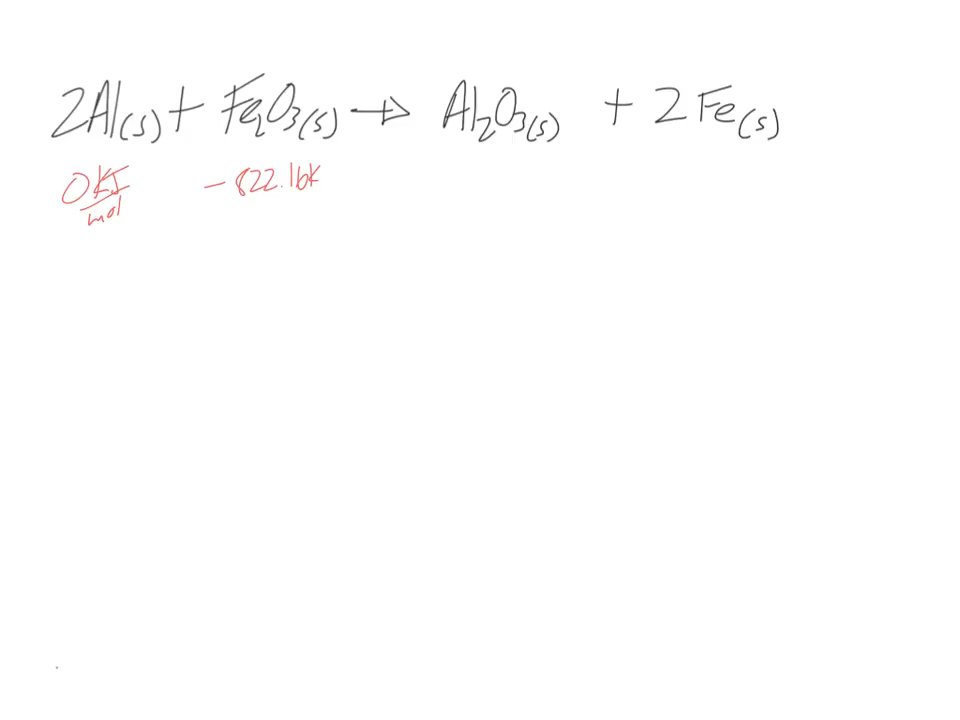 2Al(s) + Fe2O3(s) → Al2O3(s) + 2Fe(s)
0 kJ/mol -822.16k